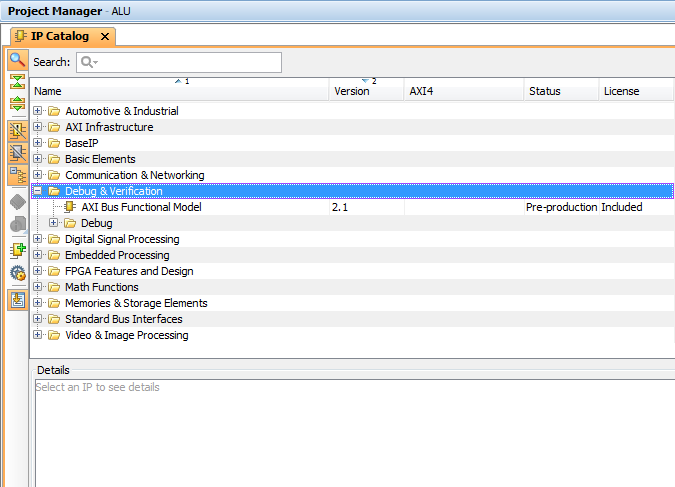 Project Manager - ALU
IP Catalog
Search:
Name 1 Version 2 AXI4 Status License
Automotive & Industrial
AXI Infrastructure
BaseIP
Basic Elements
Communication & Networking
Debug & Verification
AXI Bus Functional Model 2.1 Pre-production Included
Debug
Digital Signal Processing
Embedded Processing
FPGA Features and Design
Math Functions
Memories & Storage Elements
Standard Bus Interfaces
Video & Image Processing
Details
Select an IP to see details